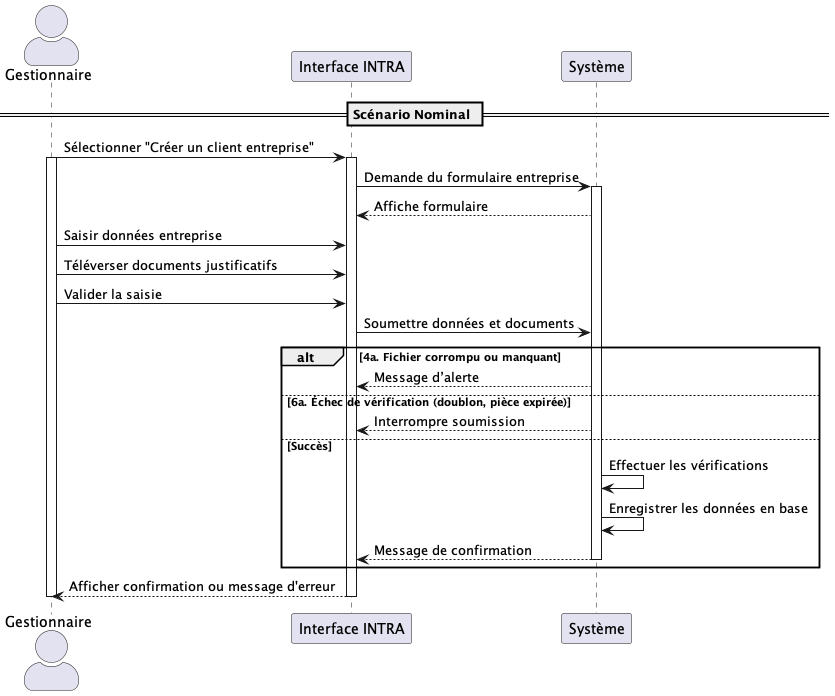 Gestionnaire
Interface INTRA
Système
Scénario Nominal
Sélectionner "Créer un client entreprise"
Demande du formulaire entreprise
Affiche formulaire
Saisir données entreprise
Téléverser documents justificatifs
Valider la saisie
Soumettre données et documents
alt
[4a. Fichier corrompu ou manquant]
Message d’alerte
[6a. Échec de vérification (doublon, pièce expirée)]
Interrompre soumission
[Succès]
Effectuer les vérifications
Enregistrer les données en base
Message de confirmation
Afficher confirmation ou message d'erreur
Gestionnaire
Interface INTRA
Système